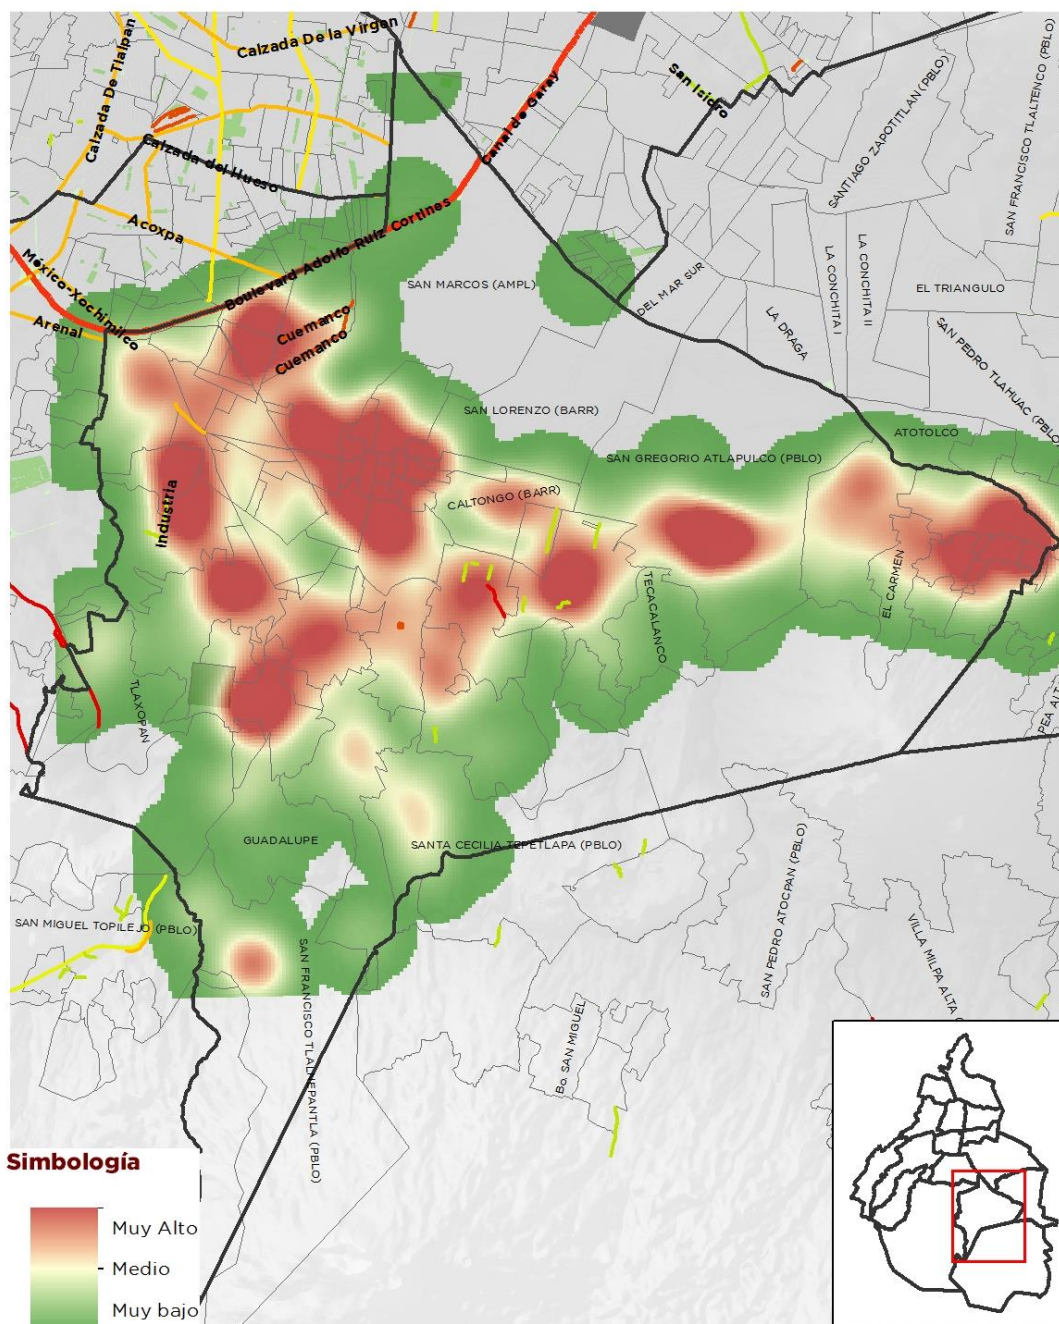 Calzada De la Virgen
Calzada De Tlalpan
Canal de Garay
San Isidro
SANTIAGO ZAPOTITLAN (PBLO)
SAN FRANCISCO TLALTENCO (PBLO)
Calzada del Hueso
Acoxpa
Boulevard Adolfo Ruiz Cortines
México-Xochimilco
Arenal
Cuemanco
Cuemanco
SAN MARCOS (AMPL)
DEL MAR SUR
LA DRAGA
LA CONCHITA I
LA CONCHITA II
EL TRIANGULO
SAN PEDRO TLAHUAC (PBLO)
SAN LORENZO (BARR)
ATOTOLCO
SAN GREGORIO ATLAPULCO (PBLO)
CALTONGO (BARR)
Industria
TECACALANCO
EL CARMEN
TLAXOPAN
PEA ALT
GUADALUPE
SANTA CECILIA TEPETLAPA (PBLO)
SAN MIGUEL TOPILEJO (PBLO)
SAN FRANCISCO TLALNEPANTLA (PBLO)
SAN PEDRO ATOCPAN (PBLO)
VILLA MILPA ALTA
Bo. SAN MIGUEL
Simbología
Muy Alto
Medio
Muy bajo